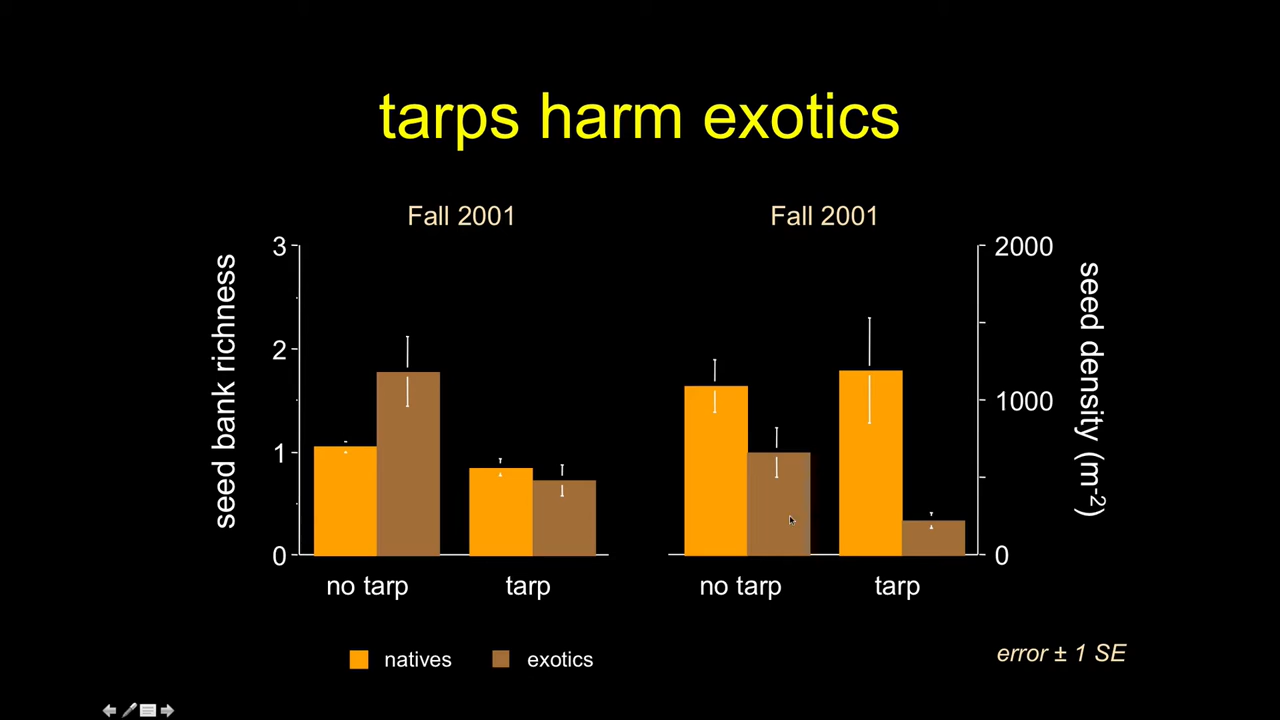 tarps harm exotics
Fall 2001
Fall 2001
seed bank richness
3
2
1
0
no tarp
tarp
2000
1000
0
seed density (m-2)
no tarp
tarp
natives
exotics
error ± 1 SE